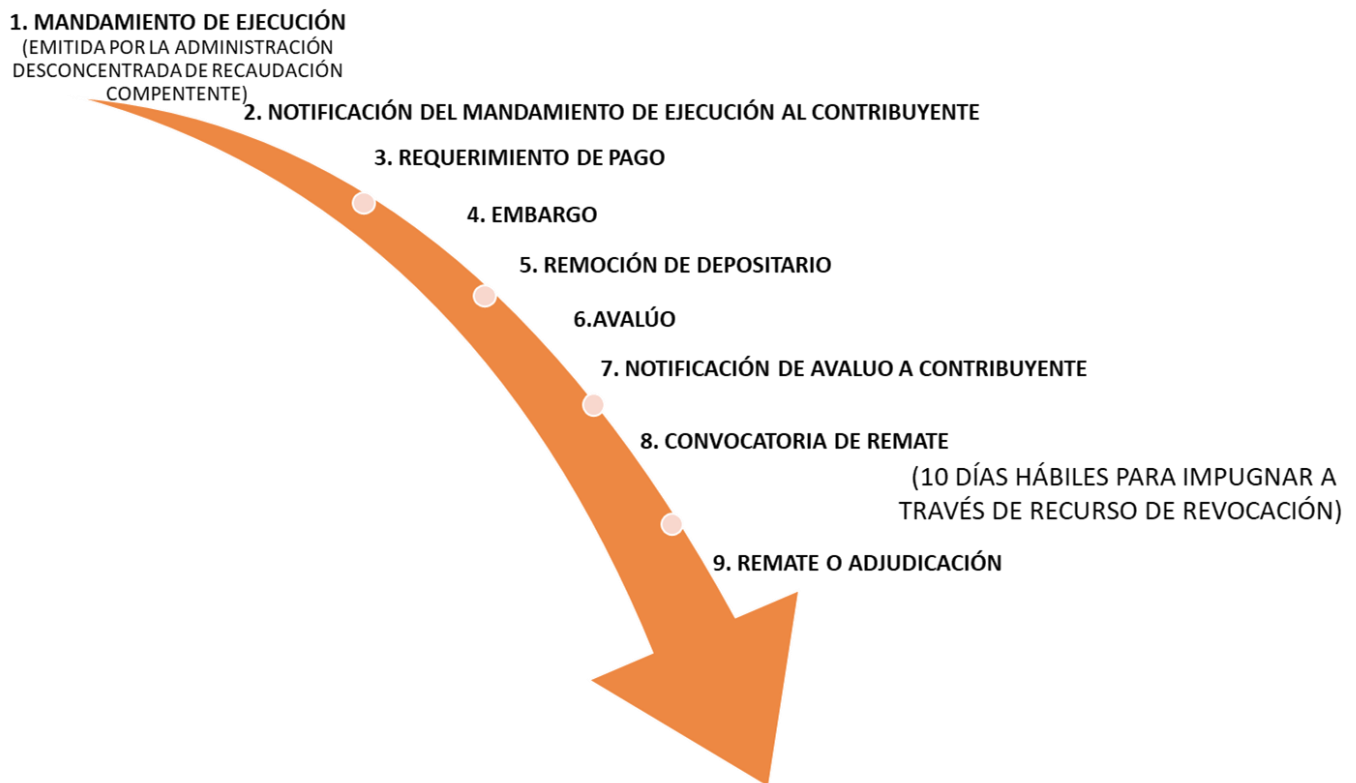 1. MANDAMIENTO DE EJECUCIÓN
(EMITIDA POR LA ADMINISTRACIÓN
DESCONCENTRADA DE RECAUDACIÓN
COMPENTENTE)
2. NOTIFICACIÓN DEL MANDAMIENTO DE EJECUCIÓN AL CONTRIBUYENTE
3. REQUERIMIENTO DE PAGO
4. EMBARGO
5. REMOCIÓN DE DEPOSITARIO
6.AVALÚO
7. NOTIFICACIÓN DE AVALUO A CONTRIBUYENTE
8. CONVOCATORIA DE REMATE
(10 DÍAS HÁBILES PARA IMPUGNAR A
TRAVÉS DE RECURSO DE REVOCACIÓN)
9. REMATE O ADJUDICACIÓN